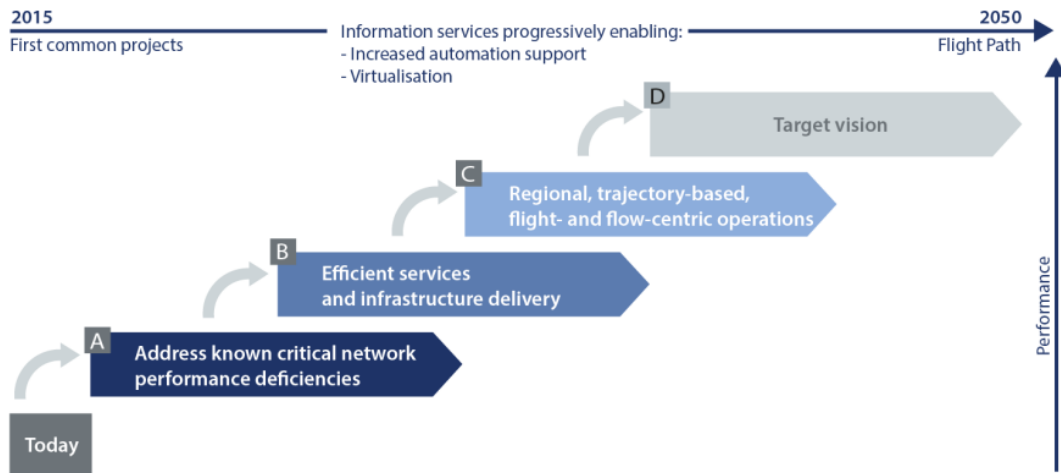 2015
First common projects
Information services progressively enabling:
- Increased automation support
- Virtualisation
2050
Flight Path
D
Target vision
C
Regional, trajectory-based,
flight- and flow-centric operations
B
Efficient services
and infrastructure delivery
A
Address known critical network
performance deficiencies
Today
Performance